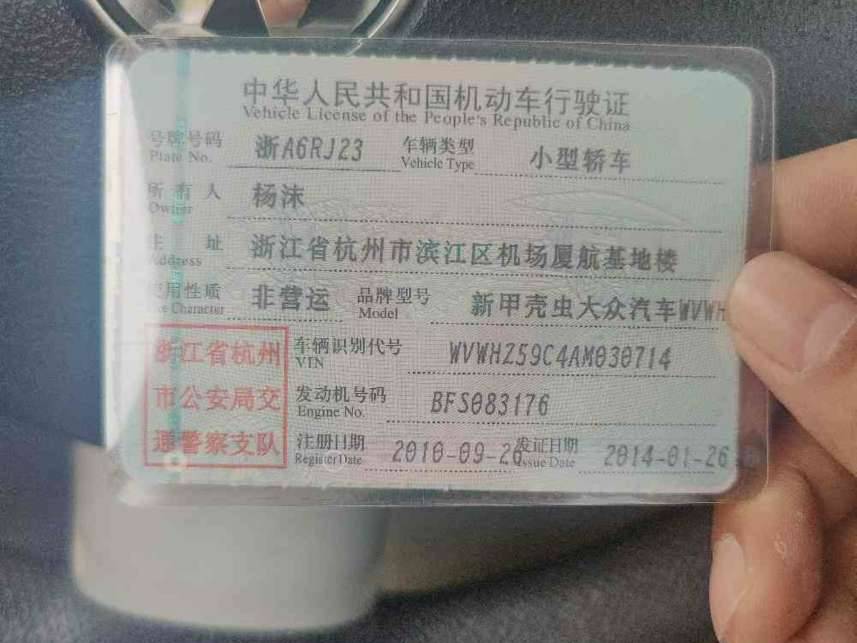 中华人民共和国机动车行驶证
Vehicle License of the People's Republic of China
号牌号码 浙A6RJ23 车辆类型 小型轿车
Plate No. Vehicle Type
所有人 杨沫
Owner
址 浙江省杭州市滨江区机场厦航基地楼
Address
使用性质 非营运 品牌型号 新甲壳虫大众汽车WVWH
Use Character Model
浙江省杭州 车辆识别代号 WVWHZ59C4AM030714
VIN
市公安局交 发动机号码 BFS083176
Engine No.
通警察支队 注册日期 2010-09-26 发证日期 2014-01-26
Register Date Issue Date